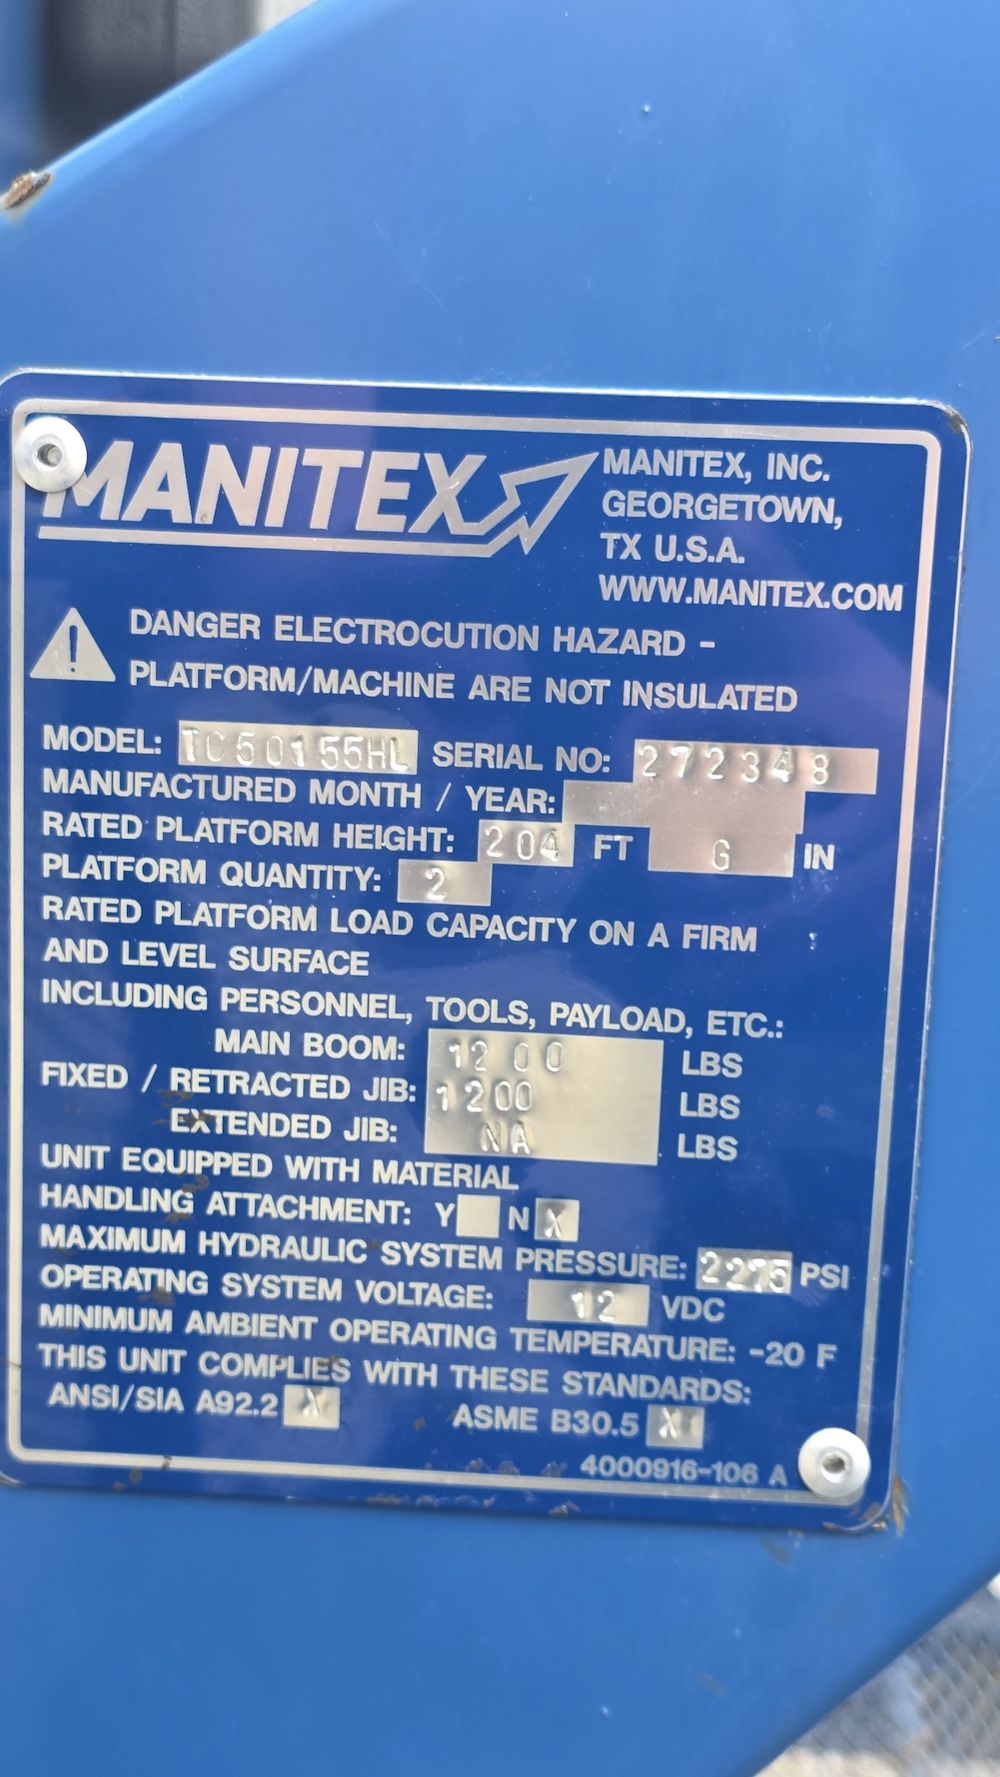 MANITEX
MANITEX, INC.
GEORGETOWN,
TX U.S.A.
WWW.MANITEX.COM
DANGER ELECTROCUTION HAZARD -
PLATFORM/MACHINE ARE NOT INSULATED
MODEL: TC50155HL SERIAL NO: 272348
MANUFACTURED MONTH / YEAR:
RATED PLATFORM HEIGHT: 204 FT G IN
PLATFORM QUANTITY: 2
RATED PLATFORM LOAD CAPACITY ON A FIRM
AND LEVEL SURFACE
INCLUDING PERSONNEL, TOOLS, PAYLOAD, ETC.:
MAIN BOOM: 1200 LBS
FIXED / RETRACTED JIB: 1200 LBS
EXTENDED JIB: NA LBS
UNIT EQUIPPED WITH MATERIAL
HANDLING ATTACHMENT: Y N X
MAXIMUM HYDRAULIC SYSTEM PRESSURE: 2275 PSI
OPERATING SYSTEM VOLTAGE: 12 VDC
MINIMUM AMBIENT OPERATING TEMPERATURE: -20 F
THIS UNIT COMPLIES WITH THESE STANDARDS:
ANSI/SIA A92.2 X ASME B30.5 X
4000916-106 A